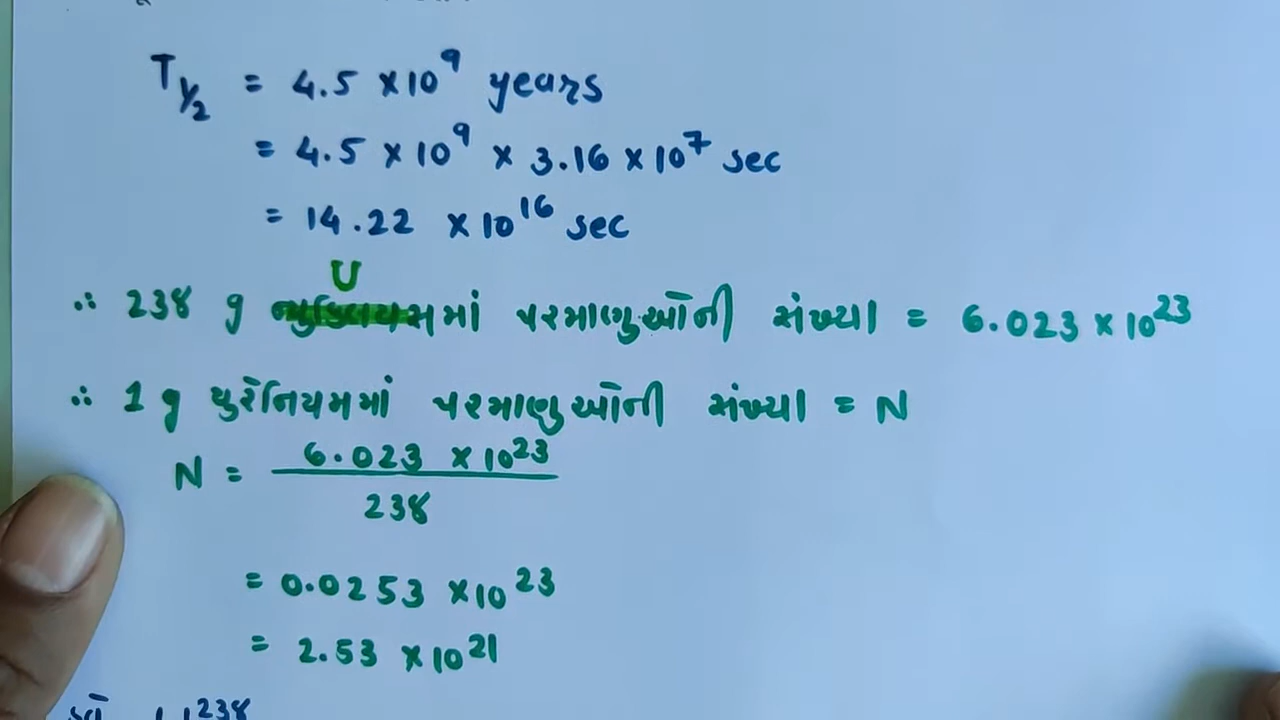 T1/2 = 4.5 × 10⁹ years
= 4.5 × 10⁹ × 3.16 × 10⁷ sec
= 14.22 × 10¹⁶ sec
U
∴ 238 g ન્યુક્લિયસમાં પરમાણુઓની સંખ્યા = 6.023 × 10²³
∴ 1 g યુરેનિયમમાં પરમાણુઓની સંખ્યા = N
N = 6.023 × 10²³
238
= 0.0253 × 10²³
= 2.53 × 10²¹